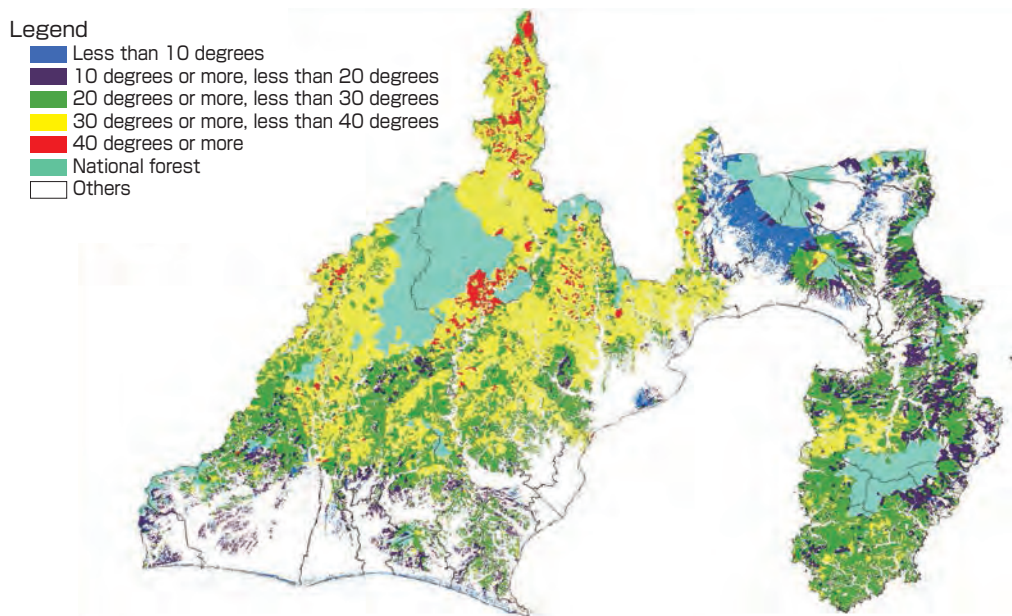 Legend
Less than 10 degrees
10 degrees or more, less than 20 degrees
20 degrees or more, less than 30 degrees
30 degrees or more, less than 40 degrees
40 degrees or more
National forest
Others